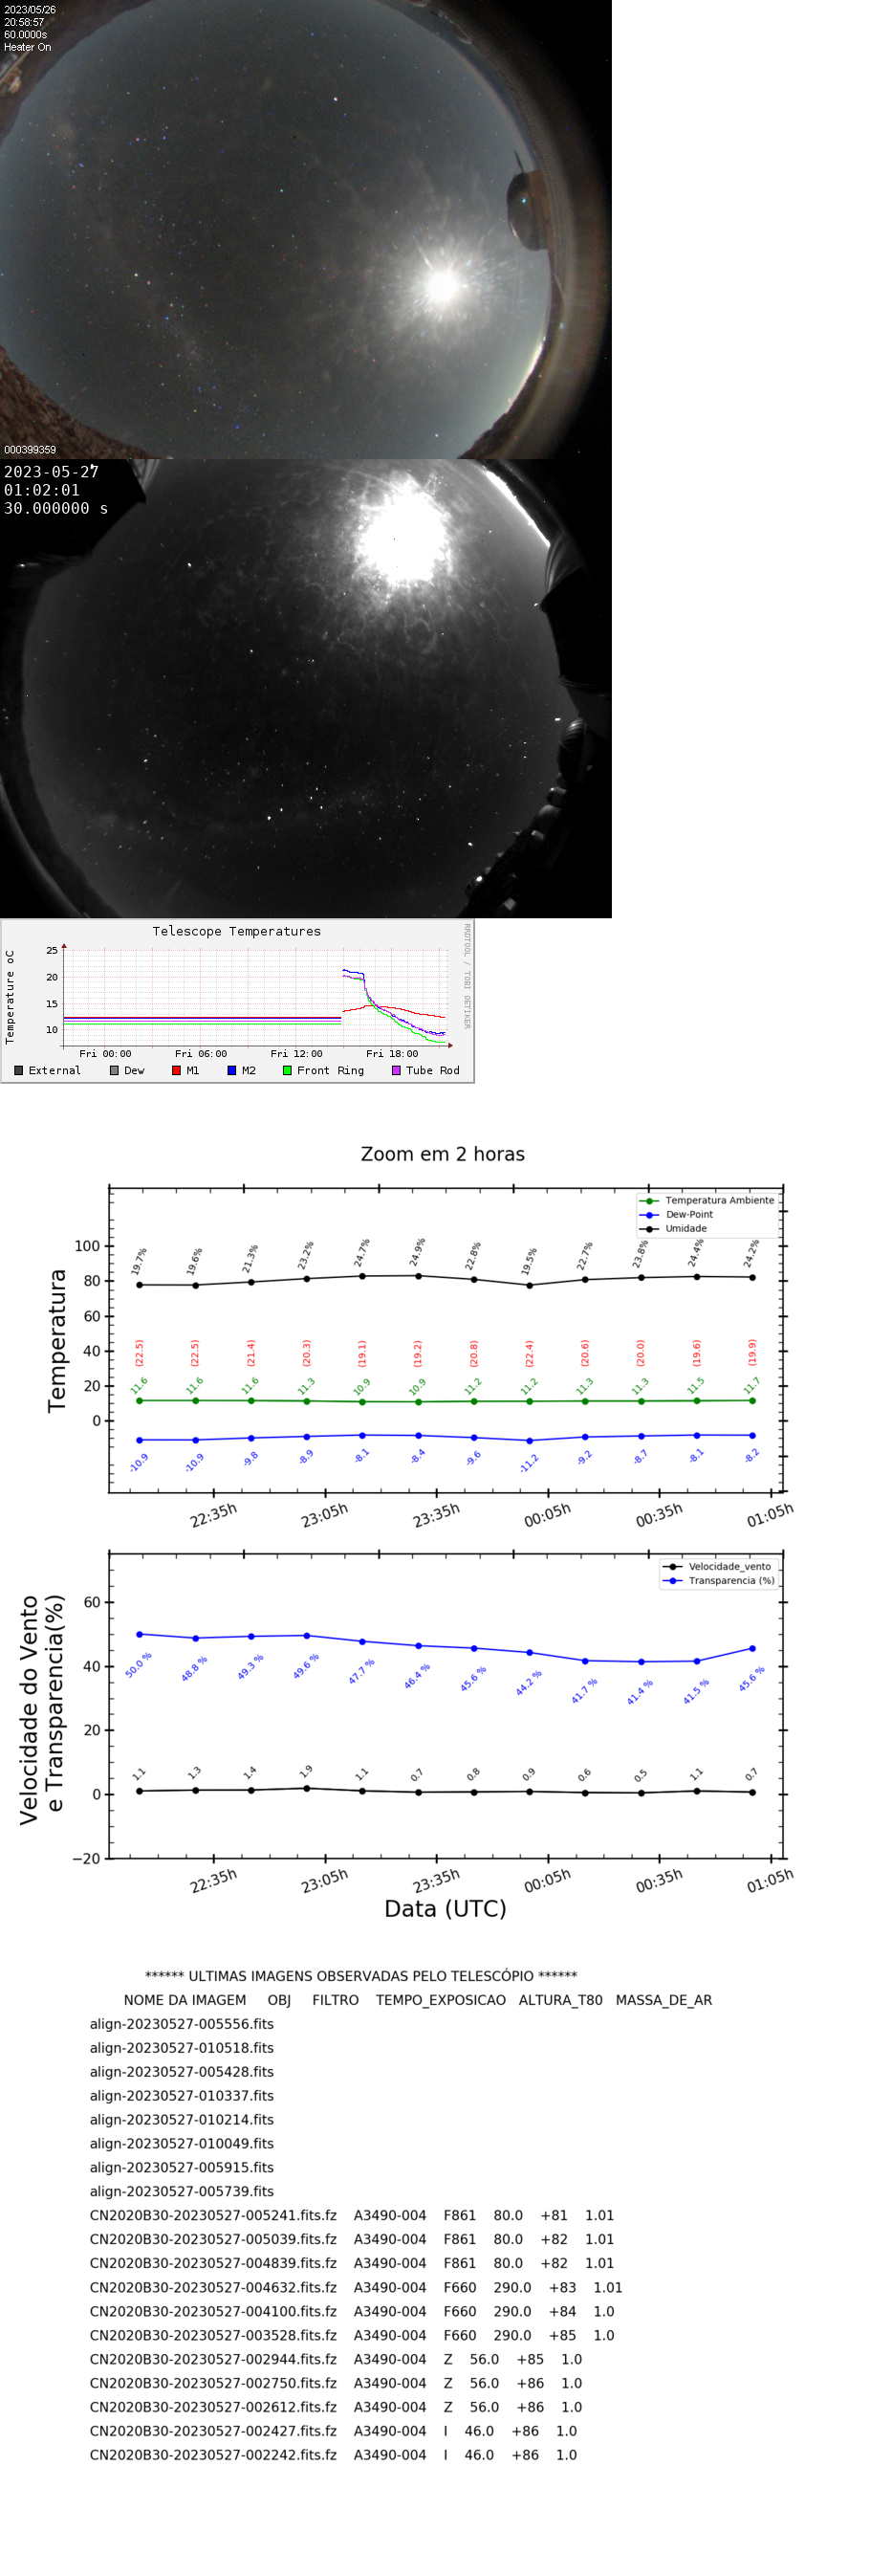 2023/05/26
20:58:57
60.0000s
Heater On
000399359
2023-05-27
01:02:01
30.000000 s
Telescope Temperatures
RRDTOOL / TOBI OETIKER
Temperature oC
25
20
15
10
Fri 00:00 Fri 06:00 Fri 12:00 Fri 18:00
External Dew M1 M2 Front Ring Tube Rod
Zoom em 2 horas
Temperatura Ambiente
Dew-Point
Umidade
Temperatura
100
80
60
40
20
0
19.7% 19.6% 21.3% 23.2% 24.7% 24.9% 22.8% 19.5% 22.7% 23.8% 24.4% 24.2%
(22.5) (22.5) (21.4) (20.3) (19.1) (19.2) (20.8) (22.4) (20.6) (20.0) (19.6) (19.9)
11.6 11.6 11.6 11.3 10.9 10.9 11.2 11.2 11.3 11.3 11.5 11.7
-10.9 -10.9 -9.8 -8.9 -8.1 -8.4 -9.6 -11.2 -9.2 -8.7 -8.1 -8.2
22:35h 23:05h 23:35h 00:05h 00:35h 01:05h
Velocidade_vento
Transparencia (%)
Velocidade do Vento
e Transparencia(%)
60
40
20
0
−20
50.0 % 48.8 % 49.3 % 49.6 % 47.7 % 46.4 % 45.6 % 44.2 % 41.7 % 41.4 % 41.5 % 45.6 %
1.1 1.3 1.4 1.9 1.1 0.7 0.8 0.9 0.6 0.5 1.1 0.7
22:35h 23:05h 23:35h 00:05h 00:35h 01:05h
Data (UTC)
****** ULTIMAS IMAGENS OBSERVADAS PELO TELESCÓPIO ******
NOME DA IMAGEM OBJ FILTRO TEMPO_EXPOSICAO ALTURA_T80 MASSA_DE_AR
align-20230527-005556.fits
align-20230527-010518.fits
align-20230527-005428.fits
align-20230527-010337.fits
align-20230527-010214.fits
align-20230527-010049.fits
align-20230527-005915.fits
align-20230527-005739.fits
CN2020B30-20230527-005241.fits.fz A3490-004 F861 80.0 +81 1.01
CN2020B30-20230527-005039.fits.fz A3490-004 F861 80.0 +82 1.01
CN2020B30-20230527-004839.fits.fz A3490-004 F861 80.0 +82 1.01
CN2020B30-20230527-004632.fits.fz A3490-004 F660 290.0 +83 1.01
CN2020B30-20230527-004100.fits.fz A3490-004 F660 290.0 +84 1.0
CN2020B30-20230527-003528.fits.fz A3490-004 F660 290.0 +85 1.0
CN2020B30-20230527-002944.fits.fz A3490-004 Z 56.0 +85 1.0
CN2020B30-20230527-002750.fits.fz A3490-004 Z 56.0 +86 1.0
CN2020B30-20230527-002612.fits.fz A3490-004 Z 56.0 +86 1.0
CN2020B30-20230527-002427.fits.fz A3490-004 I 46.0 +86 1.0
CN2020B30-20230527-002242.fits.fz A3490-004 I 46.0 +86 1.0